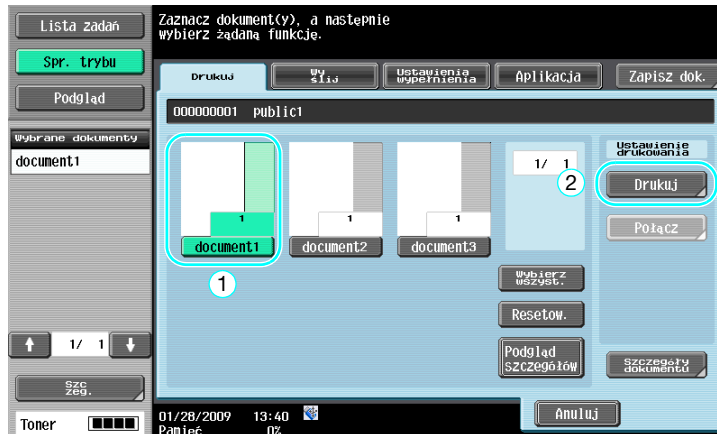 Lista zadań
Spr. trybu
Podgląd
Wybrane dokumenty
document1
1/ 1
Szc
zeg.
Toner
Zaznacz dokument(y), a następnie
wybierz żądaną funkcję.
Drukuj
Wy
ślij
Ustawienia
wypełnienia
Aplikacja
Zapisz dok.
000000001 public1
1
document1
1
document2
1
document3
1
1/ 1
2
Wybierz
wszyst.
Resetow.
Podgląd
szczegółów
Ustawienie
drukowania
Drukuj
Połącz
Szczegóły
dokumentu
Anuluj
01/28/2009 13:40
Pamięć 0%